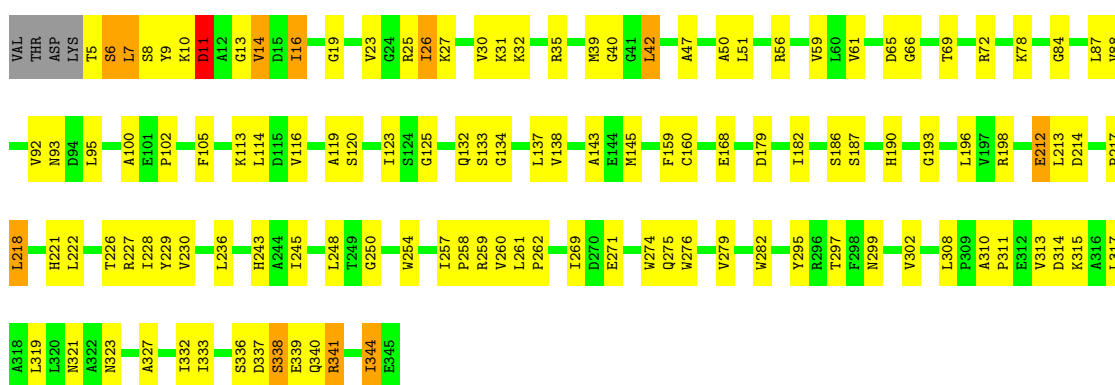 VAL THR ASP LYS T5 S6 L7 S8 Y9 K10 D11 A12 G13 V14 D15 I16 G19 V23 G24 R25 I26 K27 V30 K31 K32 R35 M39 G40 G41 L42 A47 A50 L51 R56 V59 L60 V61 D65 G66 T69 R72 K78 G84 L87
V92 N93 D94 L95 A100 E101 P102 F105 K113 L114 D115 V116 A119 S120 I123 S124 G125 Q132 S133 G134 L137 V138 A143 E144 M145 F159 C160 E168 D179 I182 S186 S187 H190 G193 L196 V197 R198 E212 L213 D214
L218 H221 L222 T226 R227 I228 Y229 V230 L236 H243 A244 I245 L248 T249 G250 W254 I257 P258 R259 V260 L261 P262 I269 D270 E271 W274 Q275 W276 V279 W282 Y295 R296 T297 F298 N299 V302 L308 P309 A310 P311 E312 V313 D314 K315 A316 L317
A318 L319 L320 N321 A322 N323 A327 I332 I333 S336 D337 S338 E339 Q340 R341 I344 E345